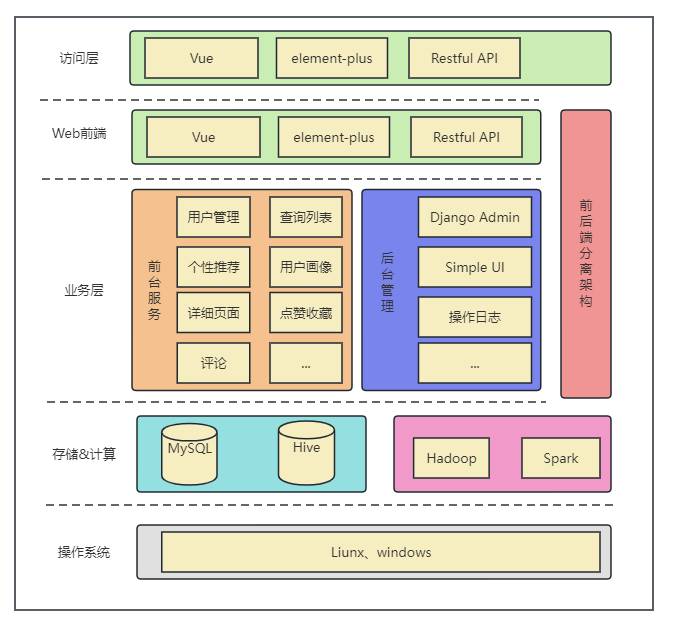 访问层
Vue
element-plus
Restful API
Web前端
Vue
element-plus
Restful API
前后端分离架构
业务层
前台服务
用户管理
查询列表
个性推荐
用户画像
详细页面
点赞收藏
评论
...
后台管理
Django Admin
Simple UI
操作日志
...
存储&计算
MySQL
Hive
Hadoop
Spark
操作系统
Liunx、windows